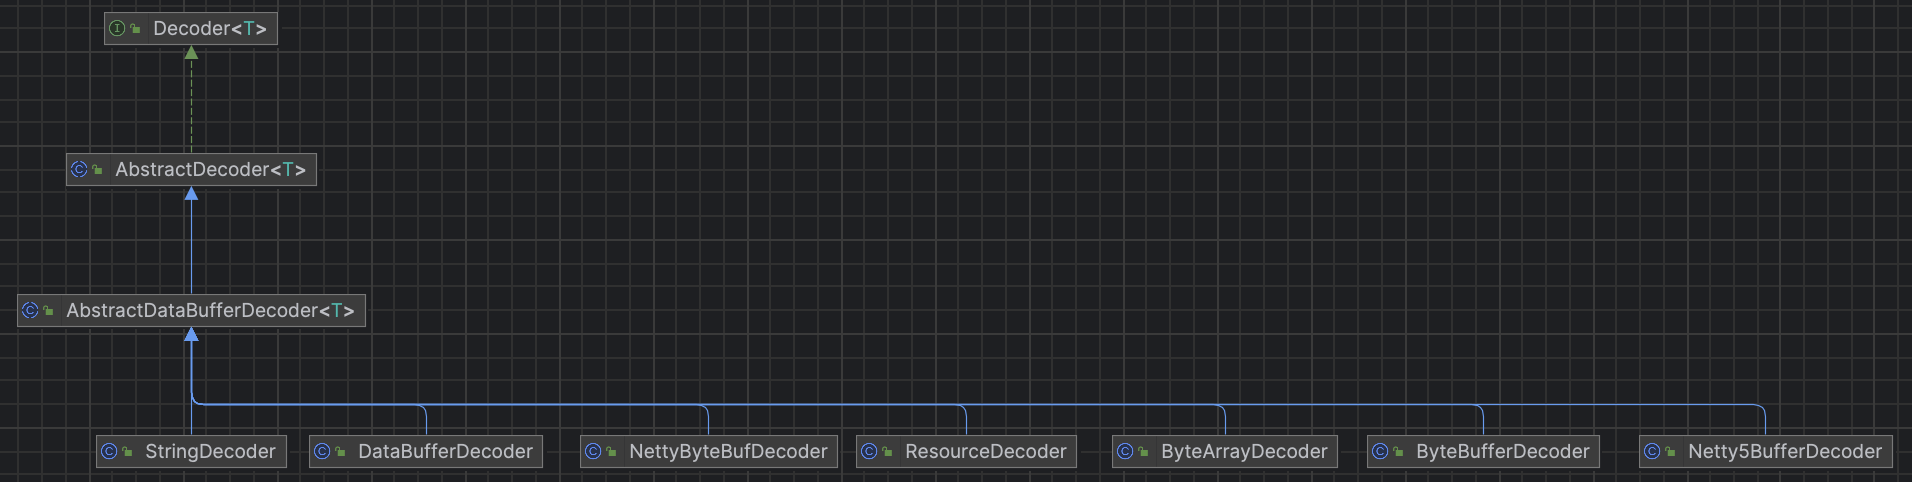 Decoder<T>
AbstractDecoder<T>
AbstractDataBufferDecoder<T>
StringDecoder
DataBufferDecoder
NettyByteBufDecoder
ResourceDecoder
ByteArrayDecoder
ByteBufferDecoder
Netty5BufferDecoder